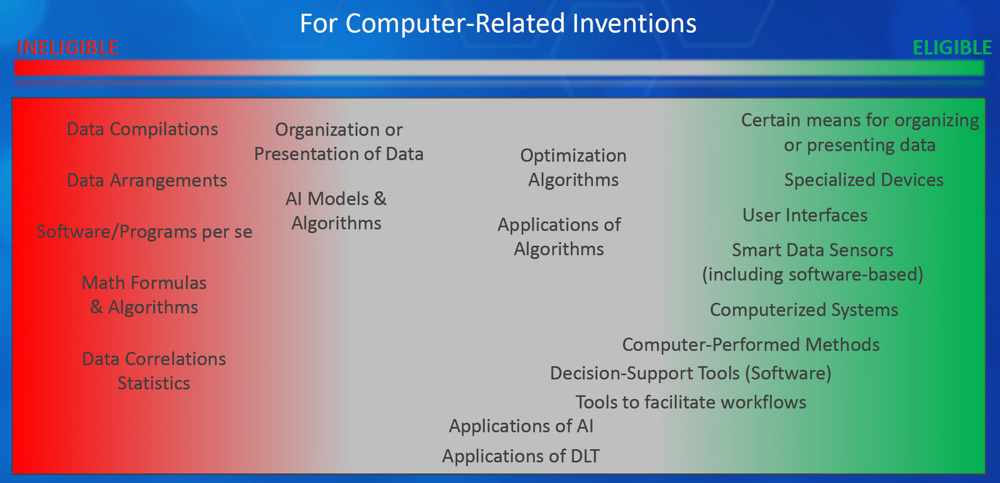 For Computer-Related Inventions
INELIGIBLE
ELIGIBLE
Data Compilations
Data Arrangements
Software/Programs per se
Math Formulas
& Algorithms
Data Correlations
Statistics
Organization or
Presentation of Data
AI Models &
Algorithms
Optimization
Algorithms
Applications of
Algorithms
Certain means for organizing
or presenting data
Specialized Devices
User Interfaces
Smart Data Sensors
(including software-based)
Computerized Systems
Computer-Performed Methods
Decision-Support Tools (Software)
Tools to facilitate workflows
Applications of AI
Applications of DLT